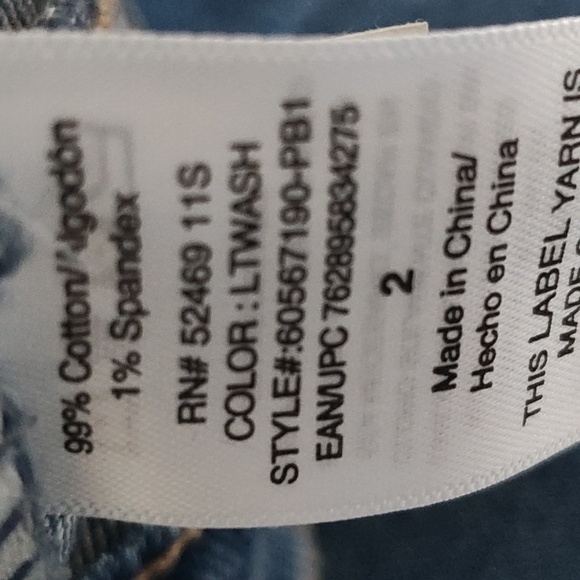 99% Cotton/Algodón
1% Spandex
RN# 52469 11S
COLOR : LTWASH
STYLE#:60567190-PB1
EAN/UPC 762895834275
2
Made in China/
Hecho en China
THIS LABEL YARN IS
MADE